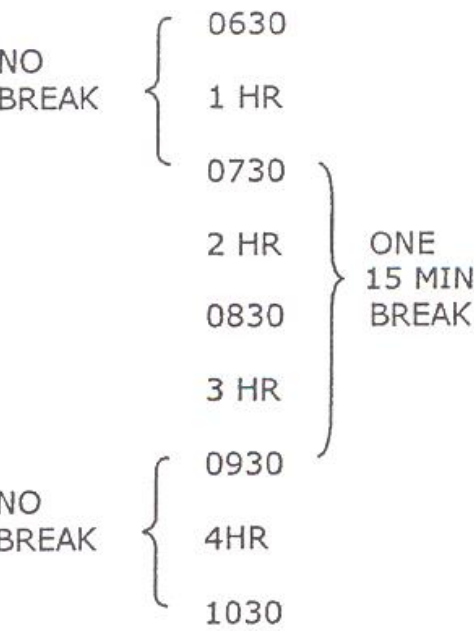 0630
NO
BREAK
1 HR
0730
2 HR
ONE
15 MIN
BREAK
0830
3 HR
0930
NO
BREAK
4HR
1030